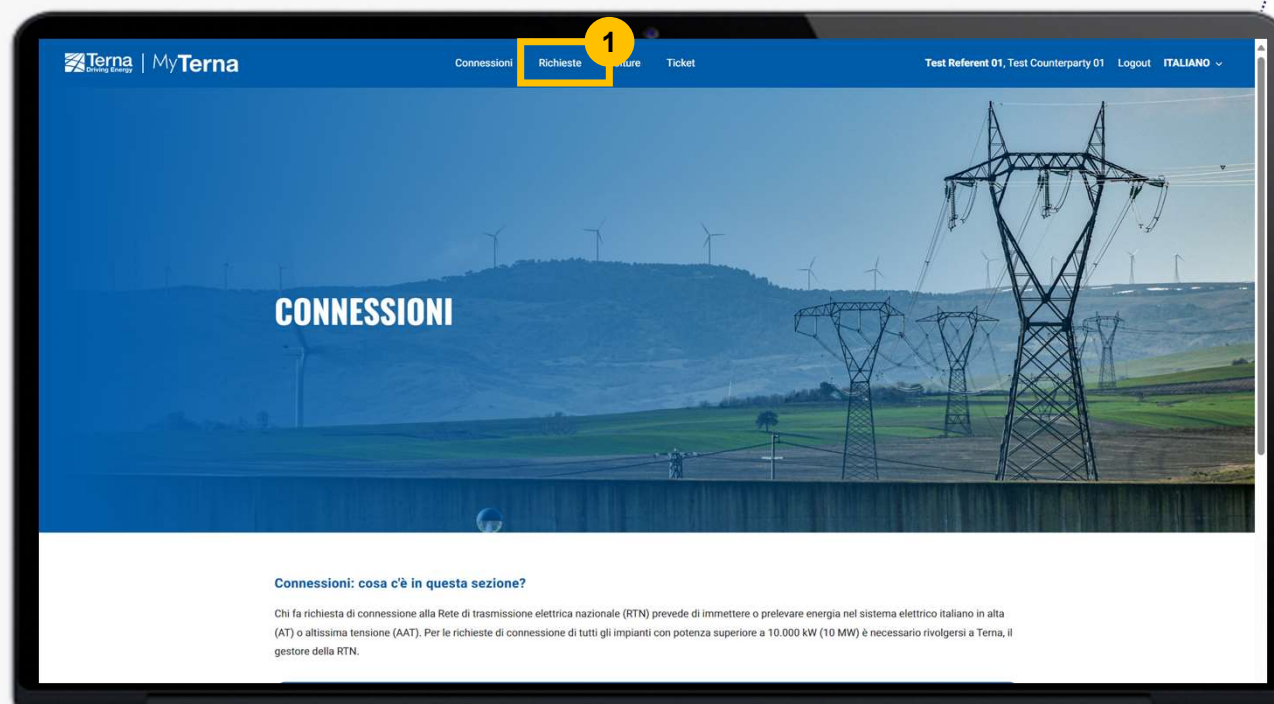 1
Terna
Driving Energy
MyTerna
Connessioni Richieste Ticket
Test Referent 01, Test Counterparty 01 Logout ITALIANO
CONNESSIONI
Connessioni: cosa c'è in questa sezione?
Chi fa richiesta di connessione alla Rete di trasmissione elettrica nazionale (RTN) prevede di immettere o prelevare energia nel sistema elettrico italiano in alta
(AT) o altissima tensione (AAT). Per le richieste di connessione di tutti gli impianti con potenza superiore a 10.000 kW (10 MW) è necessario rivolgersi a Terna, il
gestore della RTN.